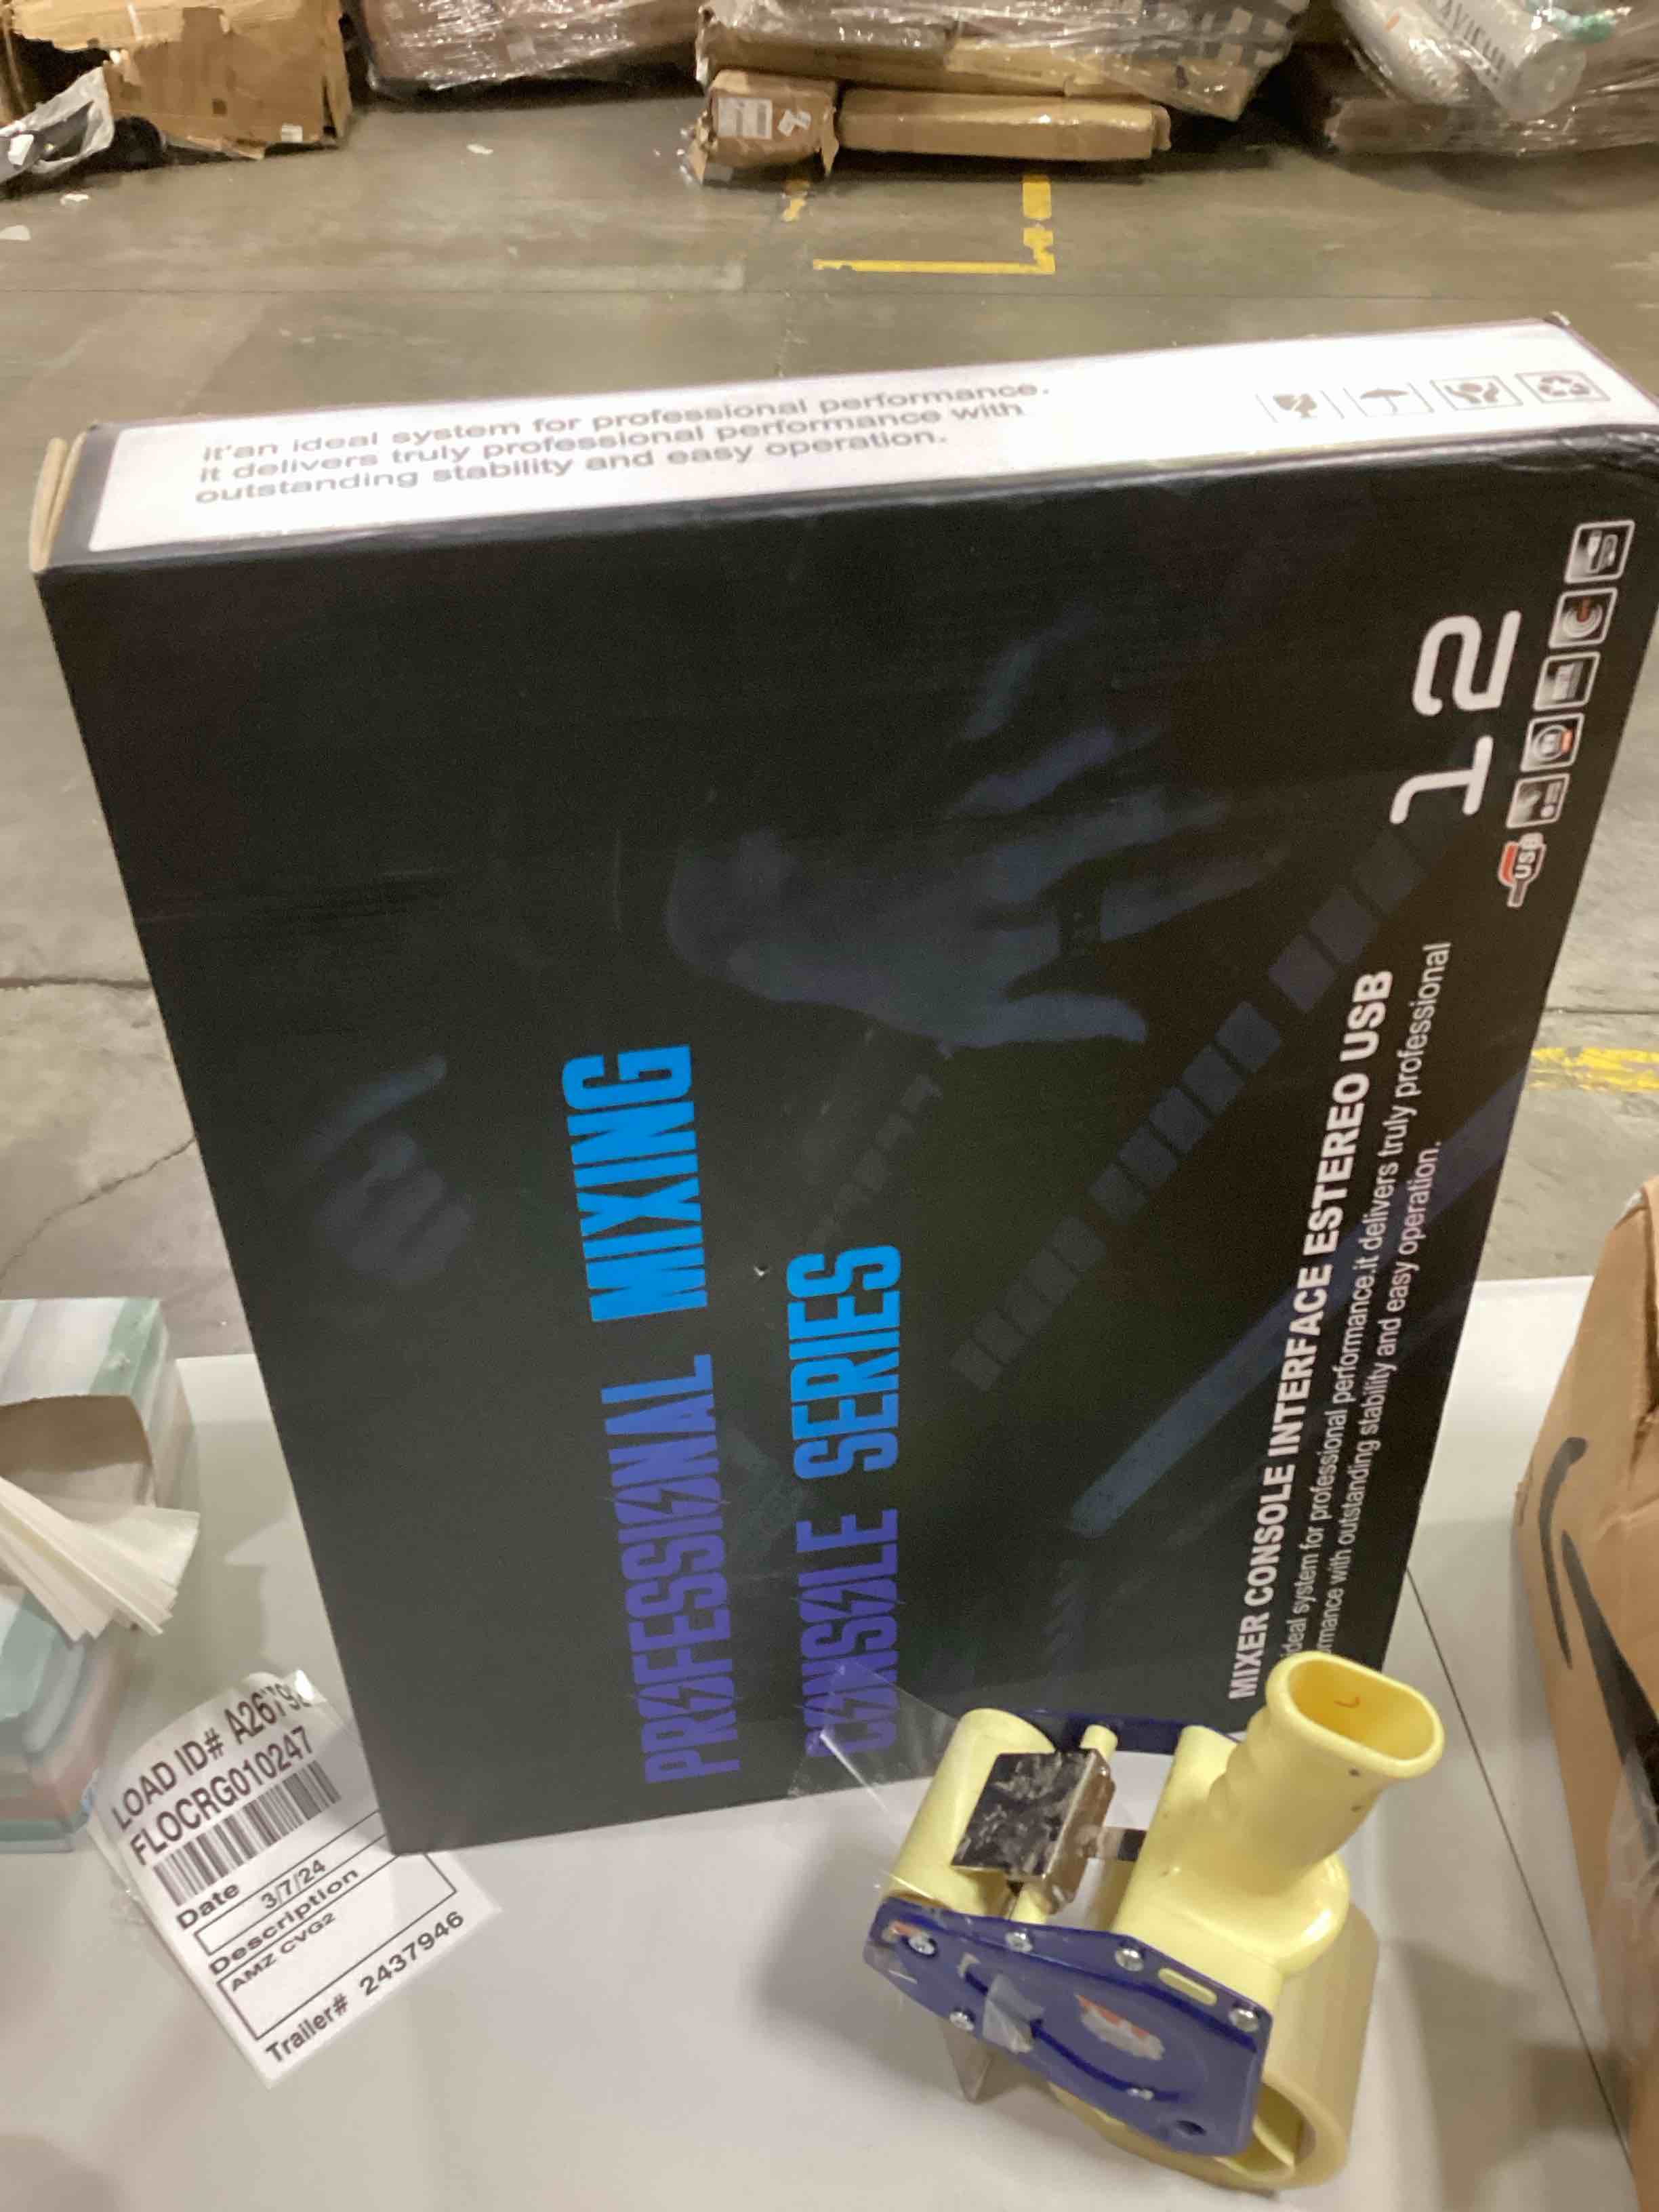 it'an ideal system for professional performance.
it delivers truly professional performance with
outstanding stability and easy operation.
PROFESSIONAL MIXING
CONSOLE SERIES
12
USB
MIXER CONSOLE INTERFACE ESTEREO USB
ideal system for professional performance.it delivers truly professional
rmance with outstanding stability and easy operation.
LOAD ID# A2679
FLOCRG010247
Date
3/7/24
Description
AMZ CVG2
Trailer# 2437946